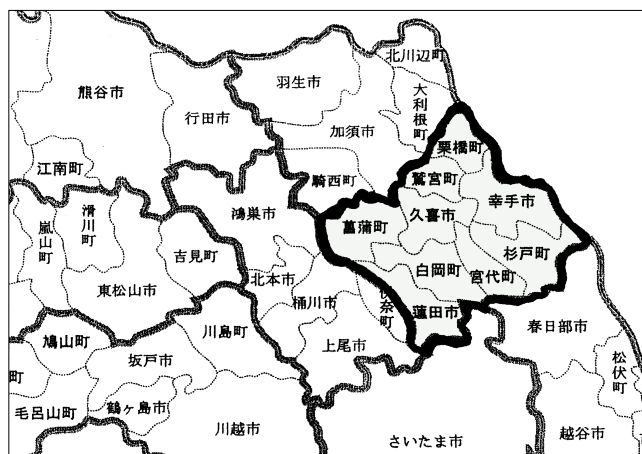 北川辺町
羽生市
熊谷市
大利根町
行田市
加須市
栗橋町
江南町
騎西町
鷲宮町
幸手市
嵐山町
滑川町
鴻巣市
菖蒲町
久喜市
吉見町
杉戸町
東松山市
北本市
白岡町
宮代町
桶川市
奈町
蓮田市
川島町
春日部市
鳩山町
坂戸市
上尾市
松伏町
町
毛呂山町
鶴ヶ島市
川越市
さいたま市
越谷市